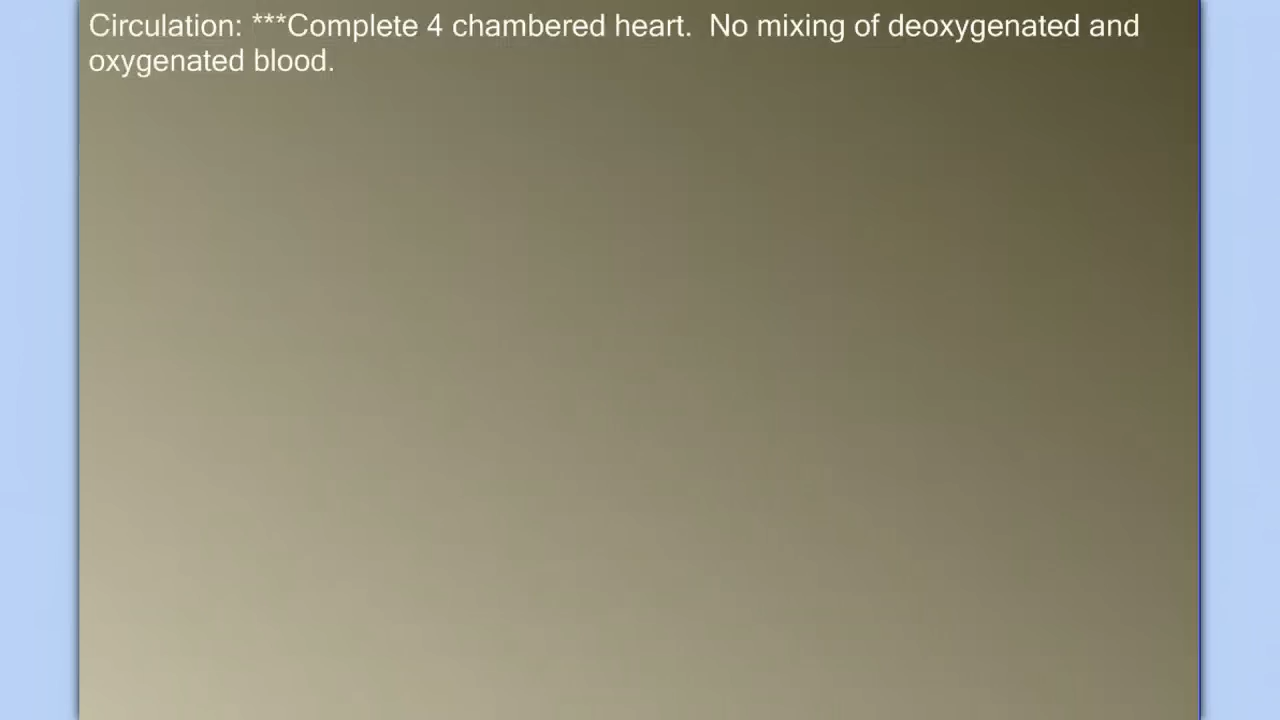 Circulation: ***Complete 4 chambered heart.  No mixing of deoxygenated and
oxygenated blood.